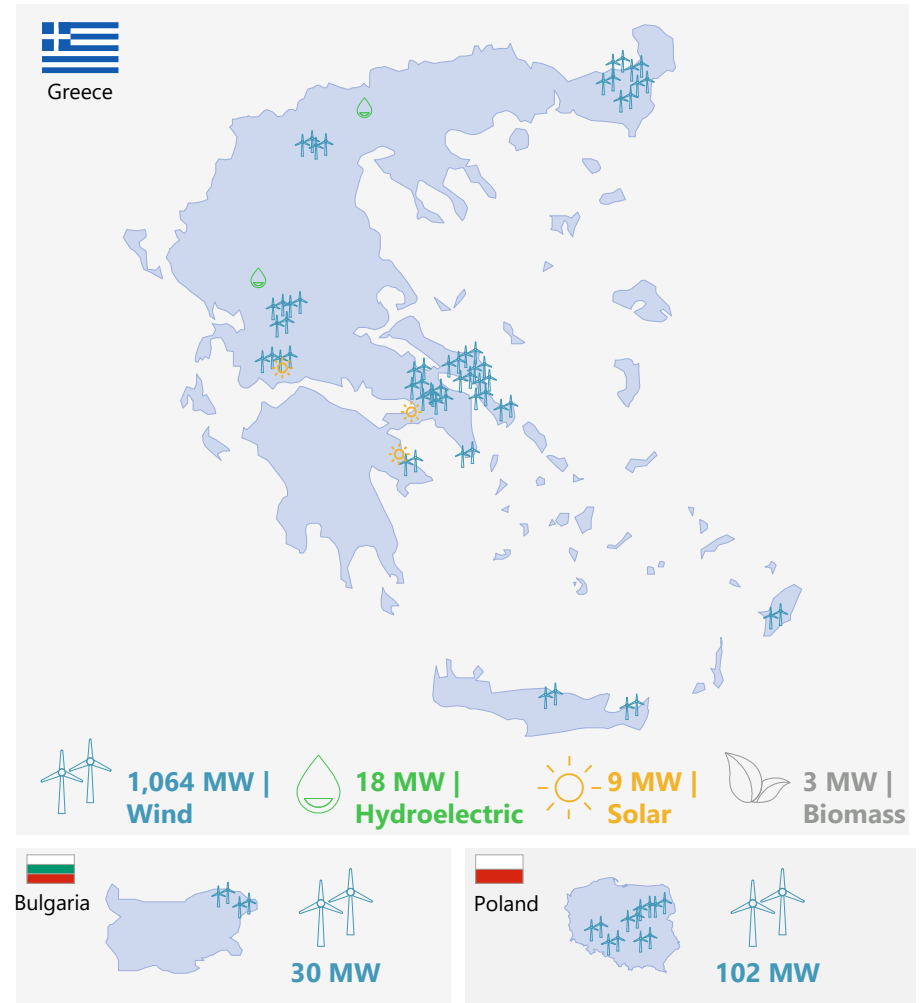 Greece
1,064 MW |
Wind
18 MW |
Hydroelectric
9 MW |
Solar
3 MW |
Biomass
Bulgaria
30 MW
Poland
102 MW